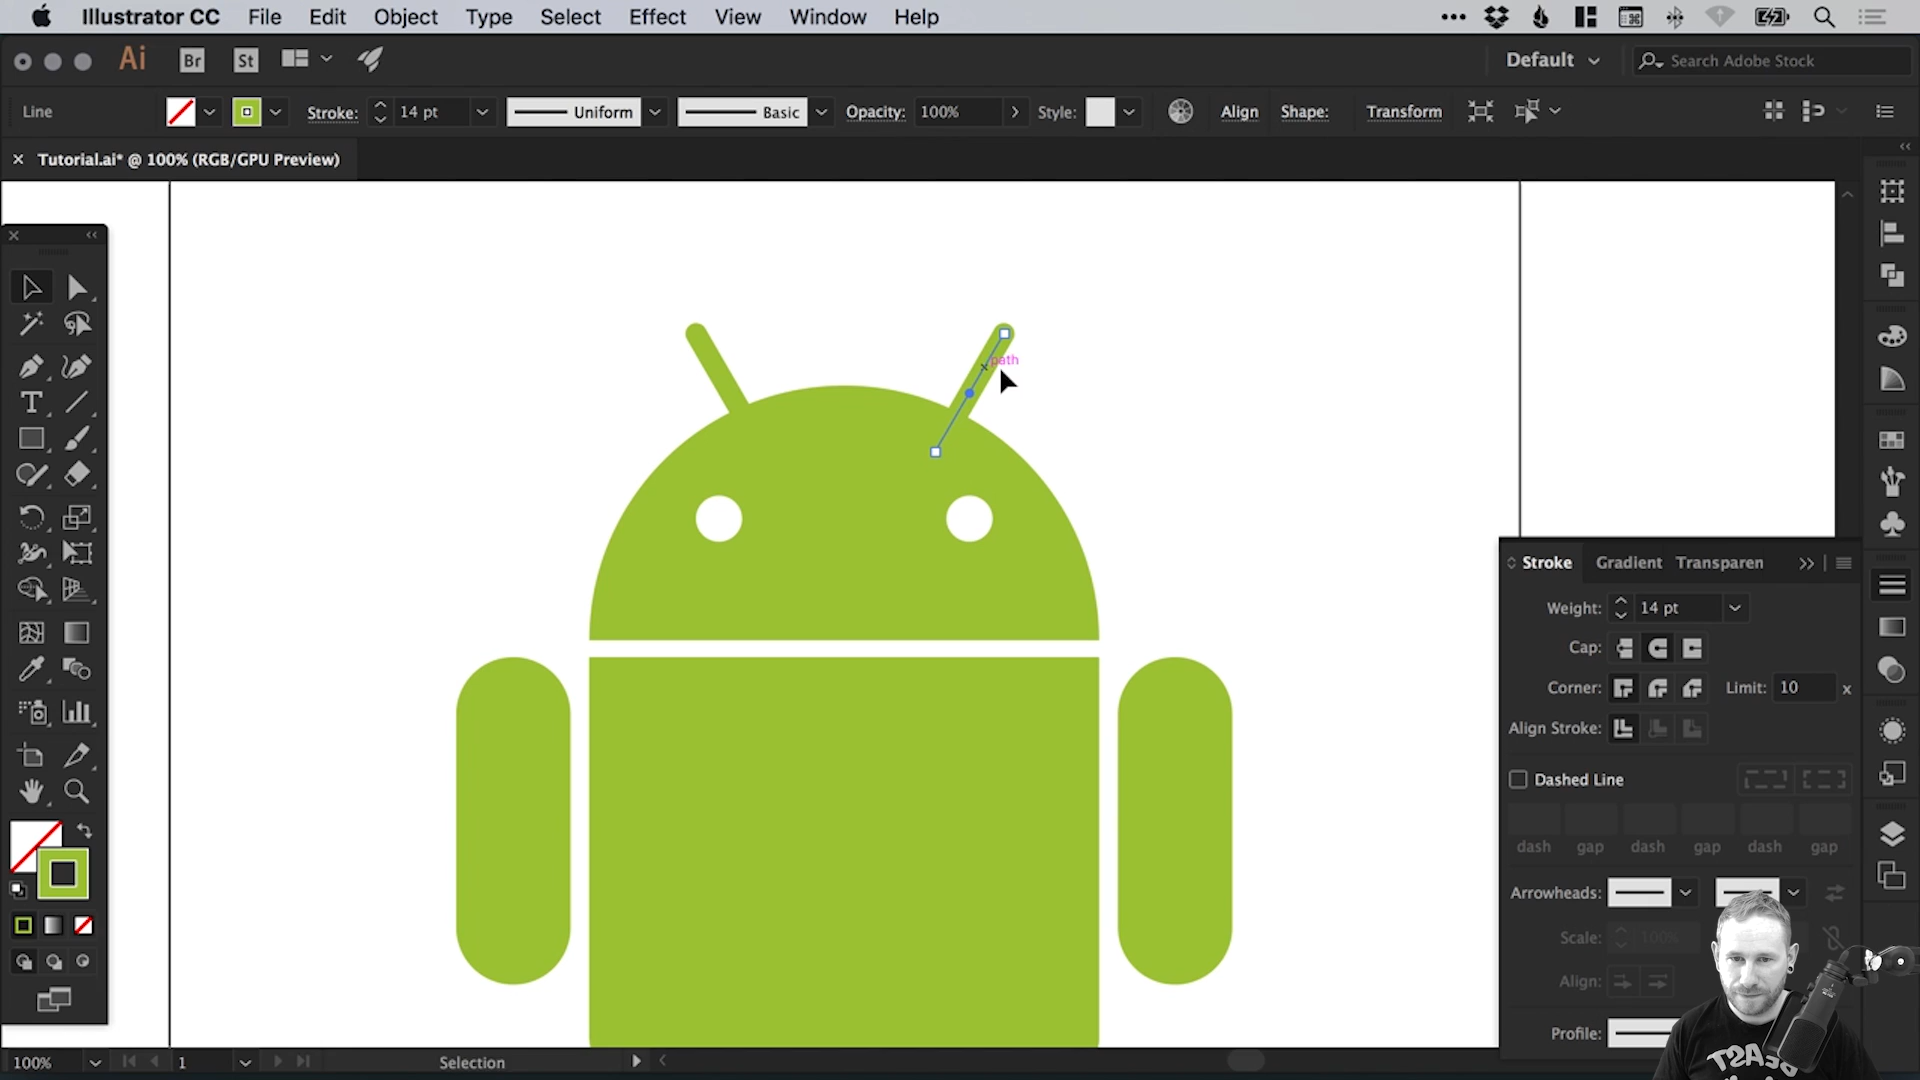 Illustrator CC File Edit Object Type Select Effect View Window Help
Ai Br St Default Search Adobe Stock
Line Stroke: 14 pt Uniform Basic Opacity: 100% Style: Align Shape: Transform
× Tutorial.ai* @ 100% (RGB/GPU Preview)
path
Stroke Gradient Transparen
Weight: 14 pt
Cap:
Corner: Limit: 10 x
Align Stroke:
Dashed Line
dash gap dash gap dash gap
Arrowheads:
Scale: 100%
Align:
Profile:
BEAST
100% 1 Selection